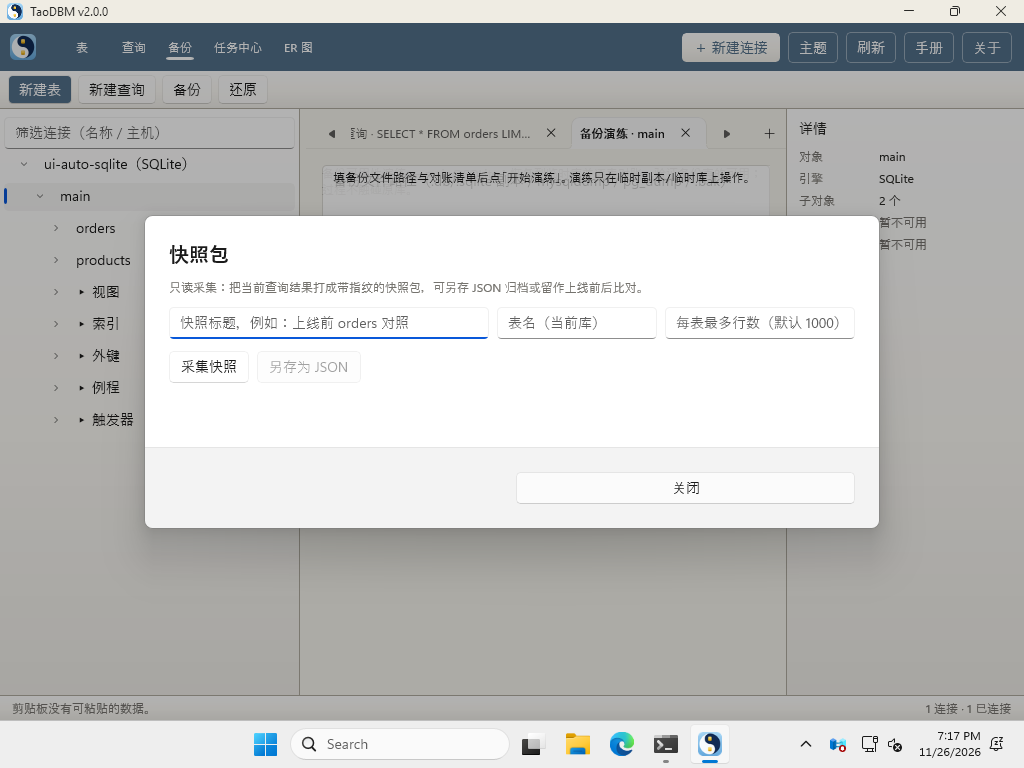 TaoDBM v2.0.0
表 查询 备份 任务中心 ER 图 + 新建连接 主题 刷新 手册 关于
新建表 新建查询 备份 还原
筛选连接（名称 / 主机）
ui-auto-sqlite（SQLite）
main
orders
products
视图
索引
外键
例程
触发器
询 · SELECT * FROM orders LIM...
备份演练 · main
填备份文件路径与对账清单后点「开始演练」。演练只在临时副本/临时库上操作。
详情
对象 main
引擎 SQLite
子对象 2 个
暂不可用
暂不可用
快照包
只读采集：把当前查询结果打成带指纹的快照包，可另存 JSON 归档或留作上线前后比对。
快照标题，例如：上线前 orders 对照
表名（当前库）
每表最多行数（默认 1000）
采集快照 另存为 JSON
关闭
剪贴板没有可粘贴的数据。
1 连接 · 1 已连接
Search
7:17 PM
11/26/2026